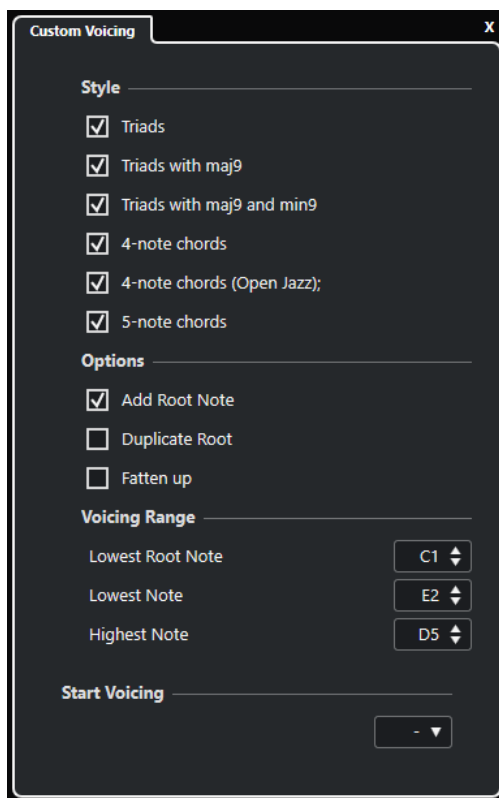 Custom Voicing X
Style
Triads
Triads with maj9
Triads with maj9 and min9
4-note chords
4-note chords (Open Jazz);
5-note chords
Options
Add Root Note
Duplicate Root
Fatten up
Voicing Range
Lowest Root Note C1
Lowest Note E2
Highest Note D5
Start Voicing
-